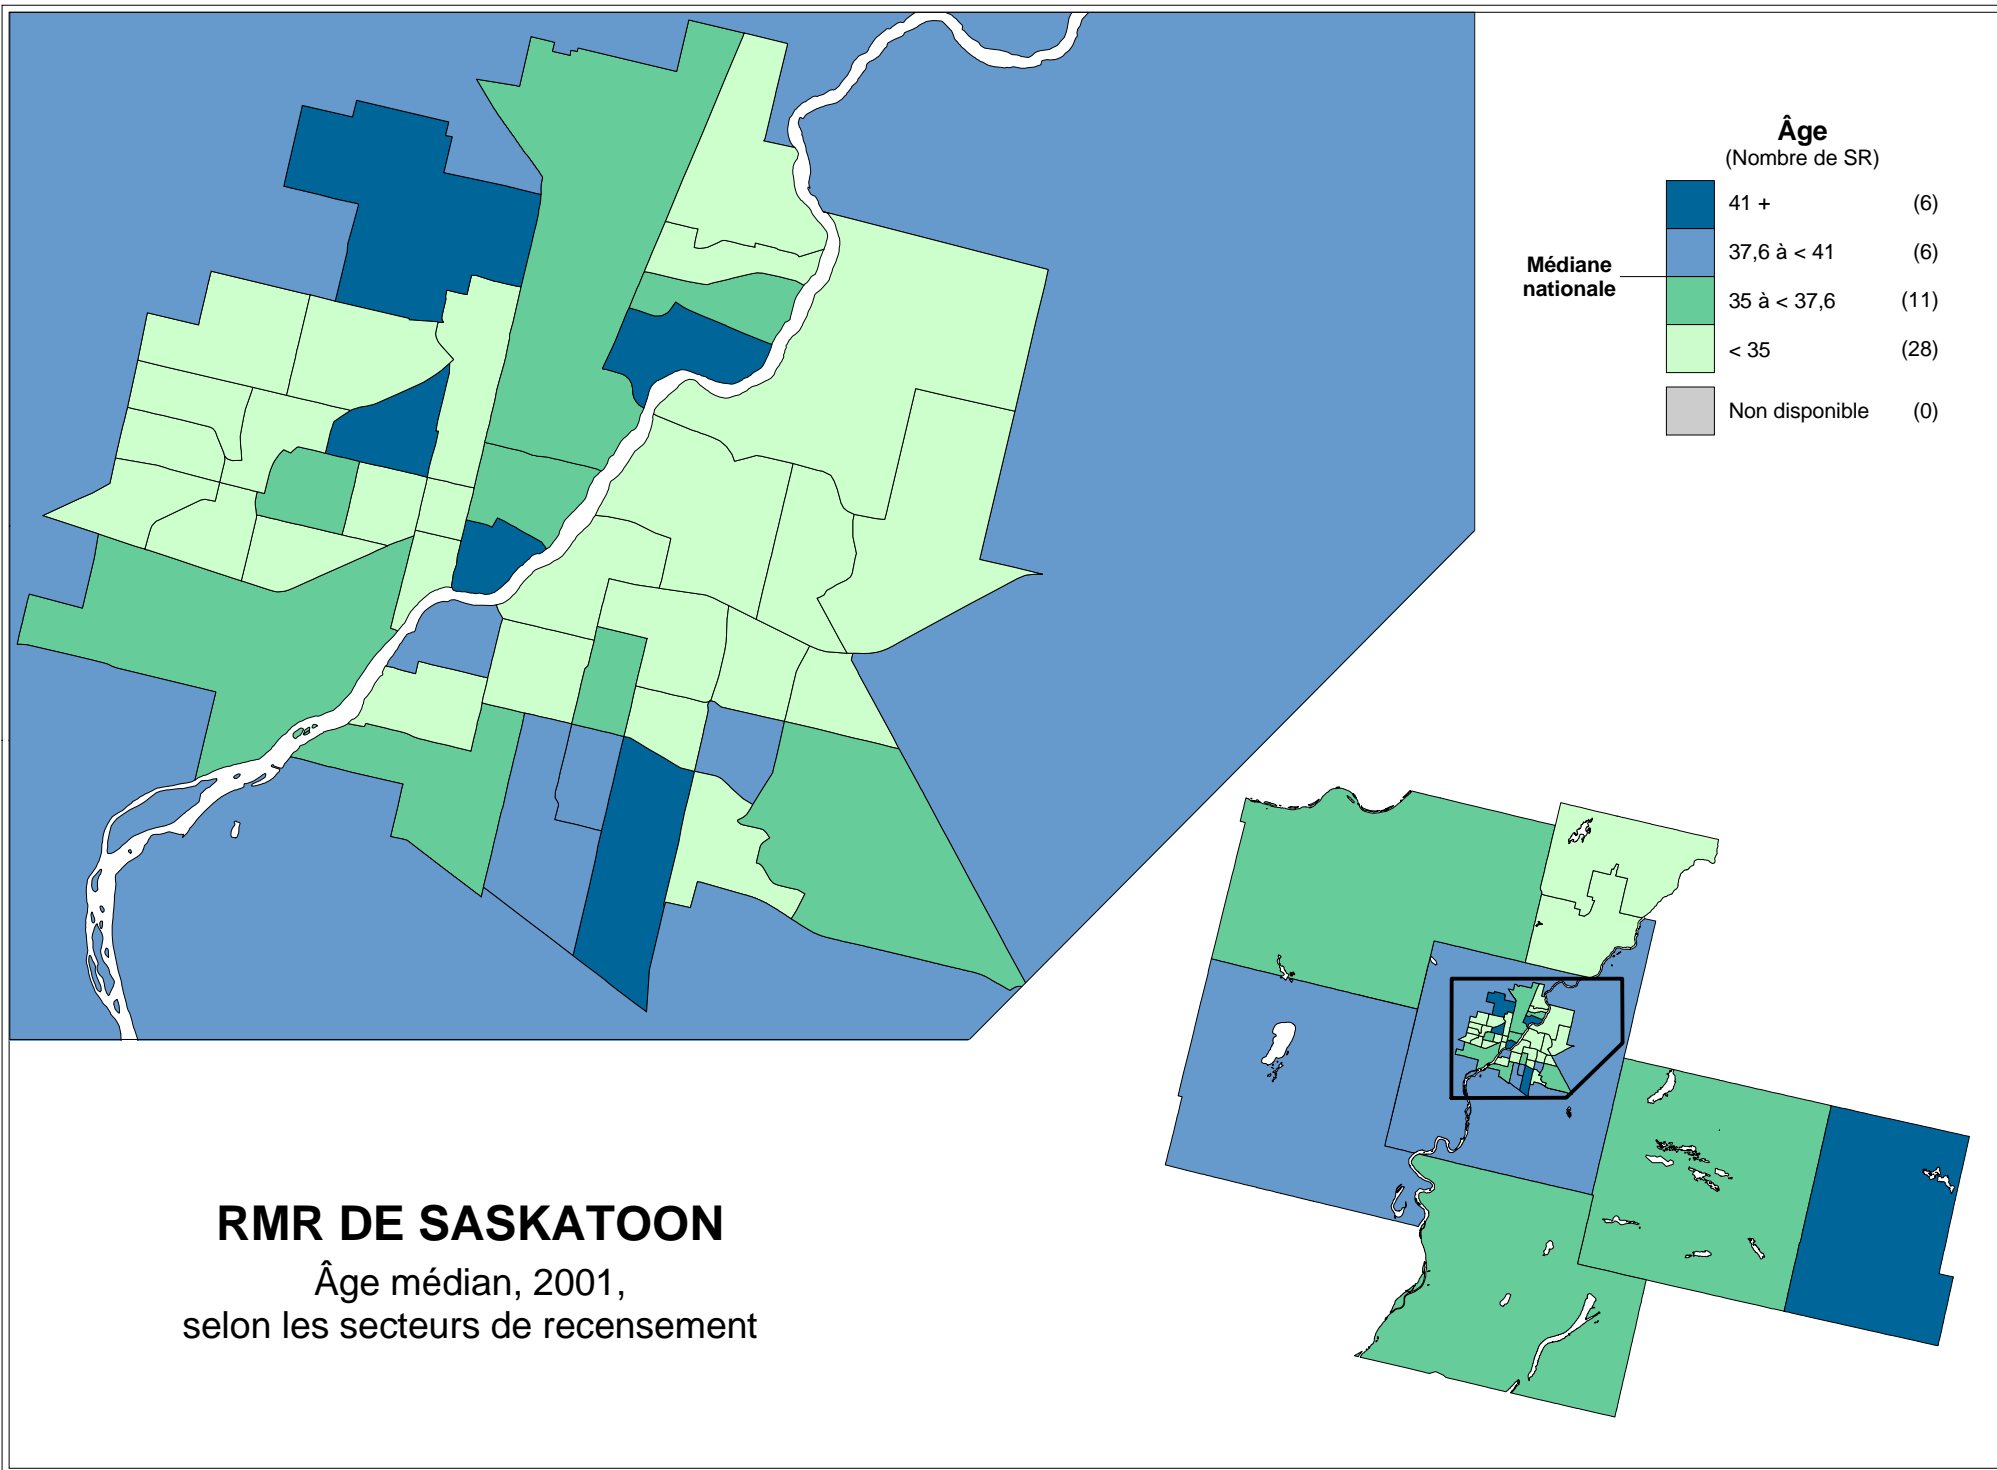 Âge
(Nombre de SR)
41 + (6)
37,6 à < 41 (6)
Médiane
nationale
35 à < 37,6 (11)
< 35 (28)
Non disponible (0)
RMR DE SASKATOON
Âge médian, 2001,
selon les secteurs de recensement